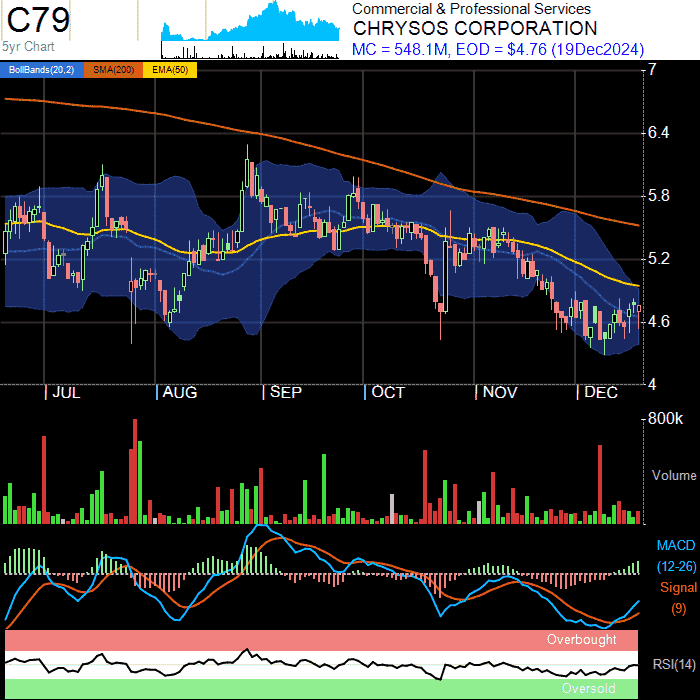 C79
5yr Chart
Commercial & Professional Services
CHRYSOS CORPORATION
MC = 548.1M, EOD = $4.76 (19Dec2024)
BollBands(20,2) SMA(200) EMA(50)
7
6.4
5.8
5.2
4.6
4
JUL AUG SEP OCT NOV DEC
800k
Volume
MACD
(12-26)
Signal
(9)
Overbought
RSI(14)
Oversold